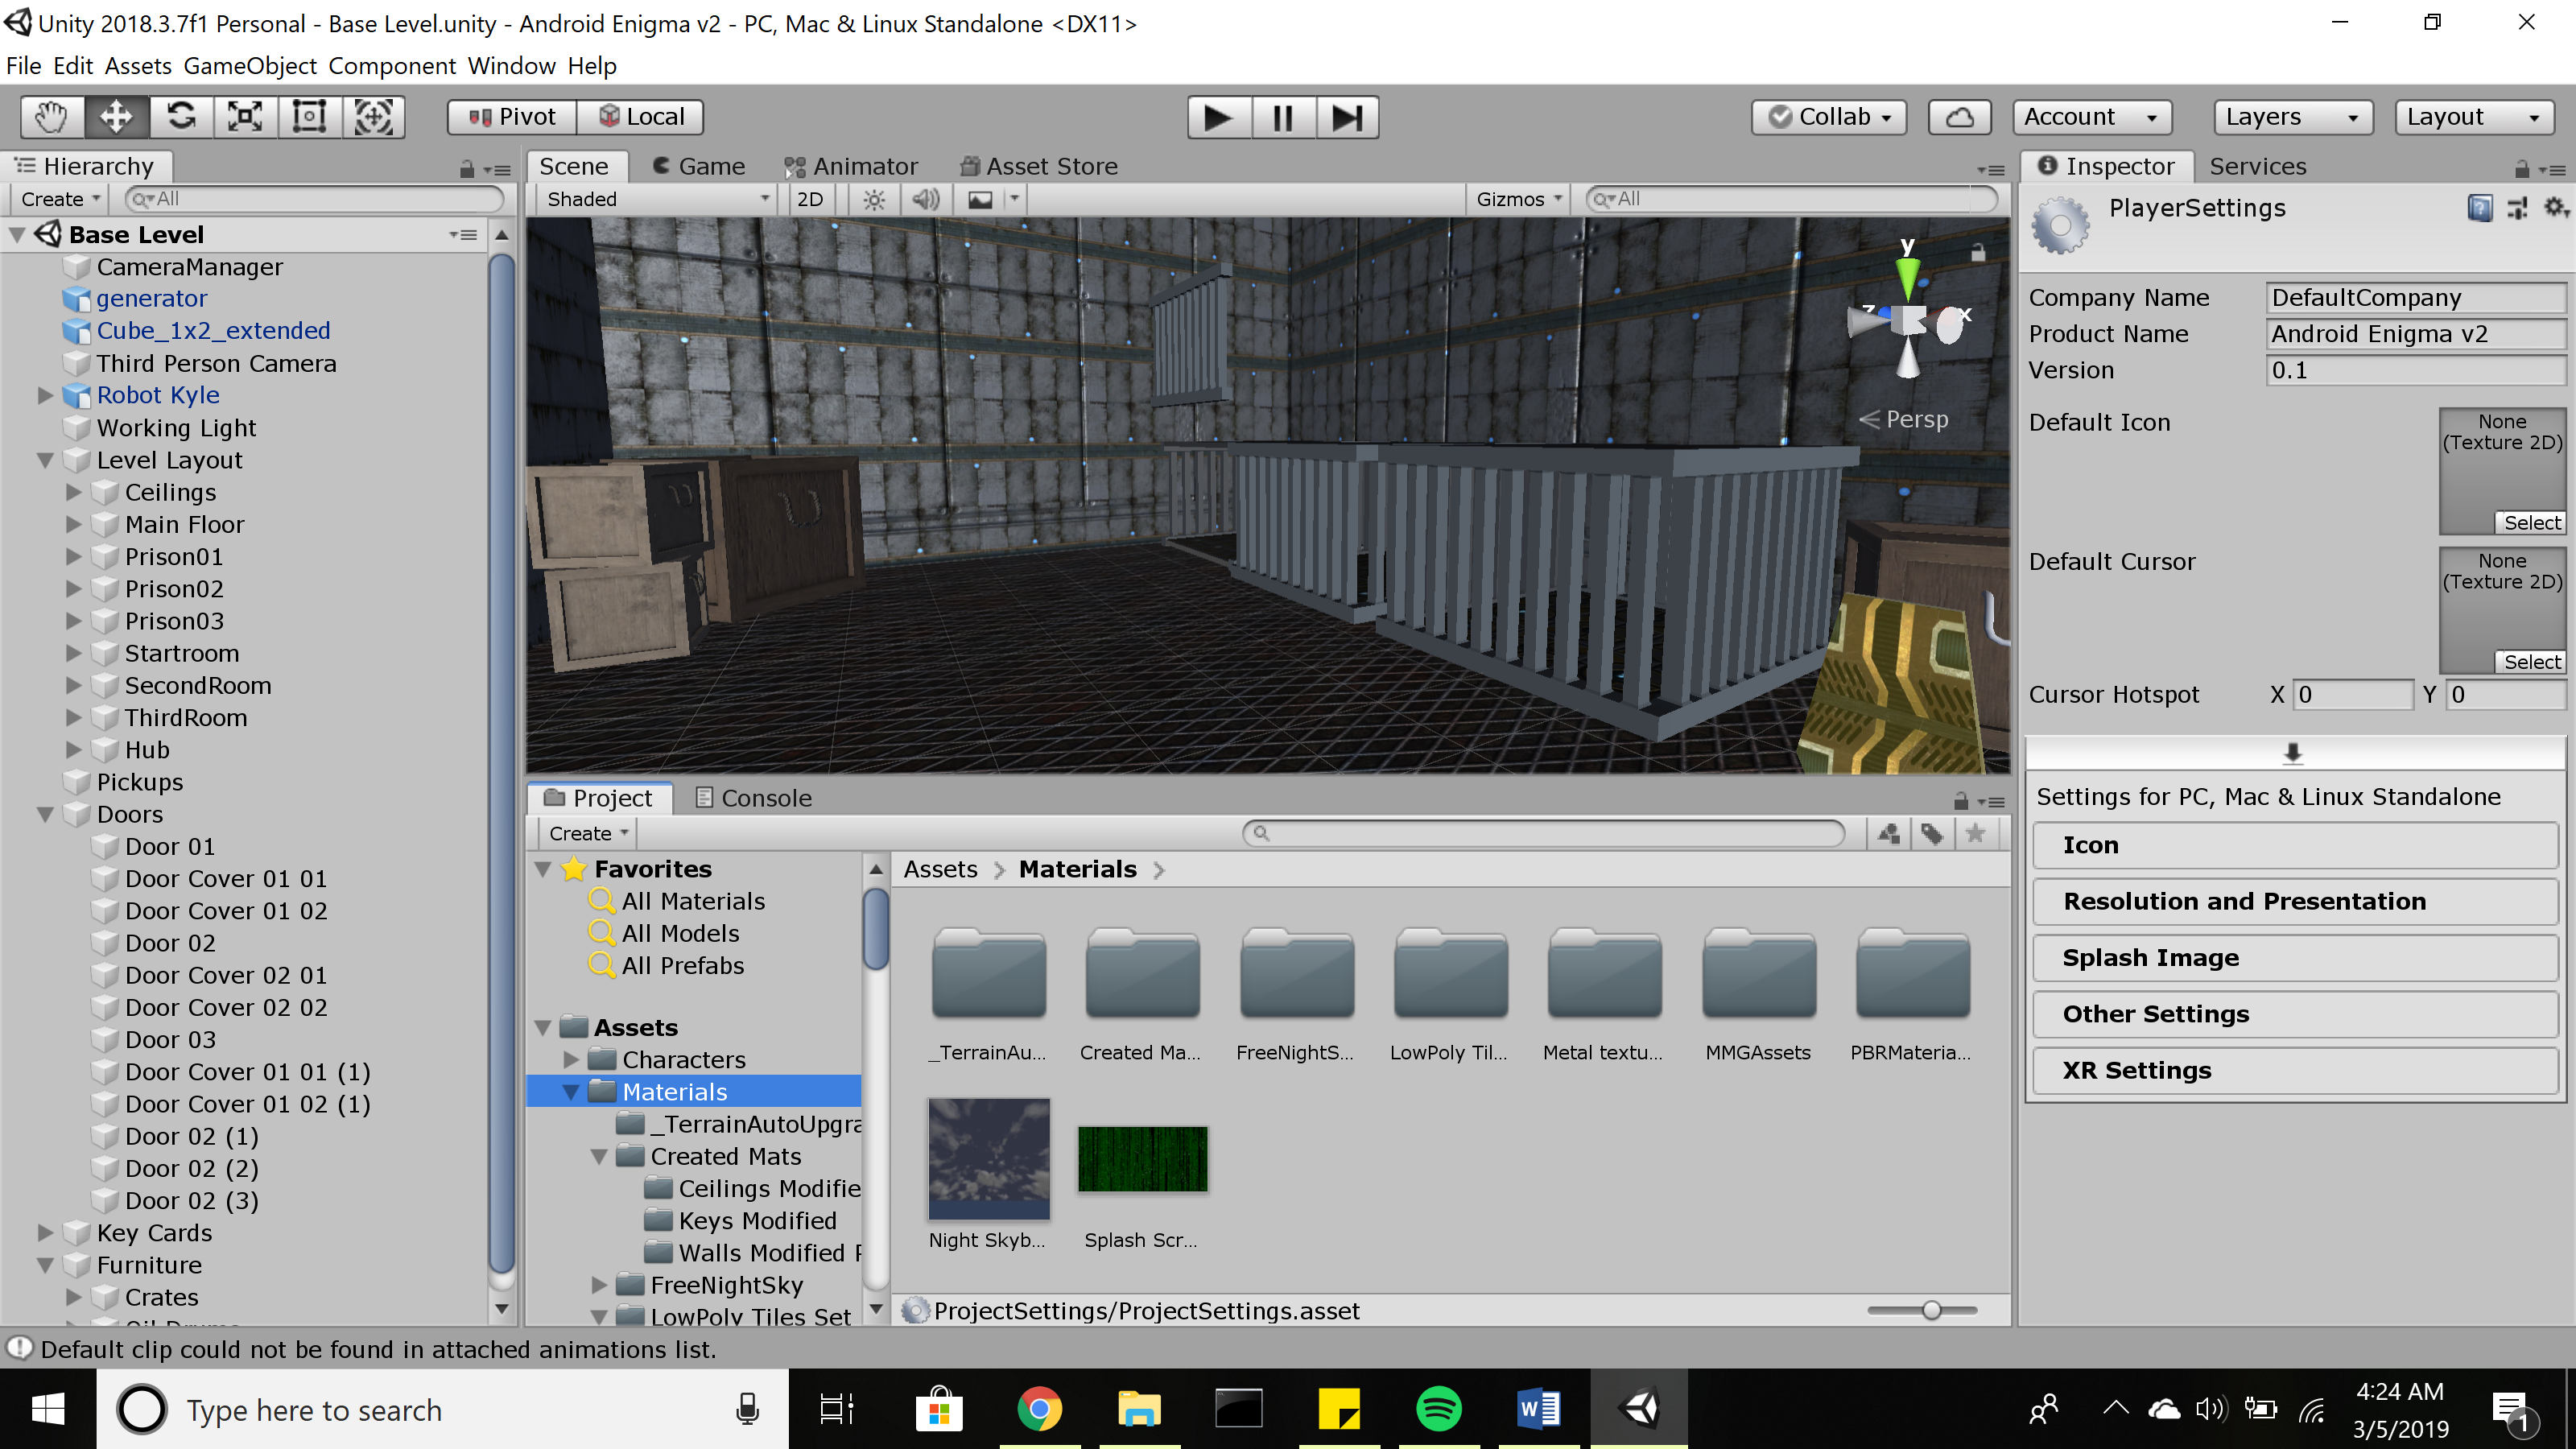 Unity 2018.3.7f1 Personal - Base Level.unity - Android Enigma v2 - PC, Mac & Linux Standalone <DX11>
File Edit Assets GameObject Component Window Help
Pivot Local Collab Account Layers Layout
Hierarchy
Create All
Base Level
CameraManager
generator
Cube_1x2_extended
Third Person Camera
Robot Kyle
Working Light
Level Layout
Ceilings
Main Floor
Prison01
Prison02
Prison03
Startroom
SecondRoom
ThirdRoom
Hub
Pickups
Doors
Door 01
Door Cover 01 01
Door Cover 01 02
Door 02
Door Cover 02 01
Door Cover 02 02
Door 03
Door Cover 01 01 (1)
Door Cover 01 02 (1)
Door 02 (1)
Door 02 (2)
Door 02 (3)
Key Cards
Furniture
Crates
Scene Game Animator Asset Store
Shaded 2D Gizmos All
y
z x
Persp
Project Console
Create
Favorites
All Materials
All Models
All Prefabs
Assets
Characters
Materials
_TerrainAutoUpgra
Created Mats
Ceilings Modifie
Keys Modified
Walls Modified P
FreeNightSky
LowPoly Tiles Set
Assets Materials
_TerrainAu... Created Ma... FreeNightS... LowPoly Til... Metal textu... MMGAssets PBRMateria...
Night Skyb... Splash Scr...
ProjectSettings/ProjectSettings.asset
Inspector Services
PlayerSettings
Company Name DefaultCompany
Product Name Android Enigma v2
Version 0.1
Default Icon
None
(Texture 2D)
Select
Default Cursor
None
(Texture 2D)
Select
Cursor Hotspot X 0 Y 0
Settings for PC, Mac & Linux Standalone
Icon
Resolution and Presentation
Splash Image
Other Settings
XR Settings
Default clip could not be found in attached animations list.
Type here to search
4:24 AM
3/5/2019
1